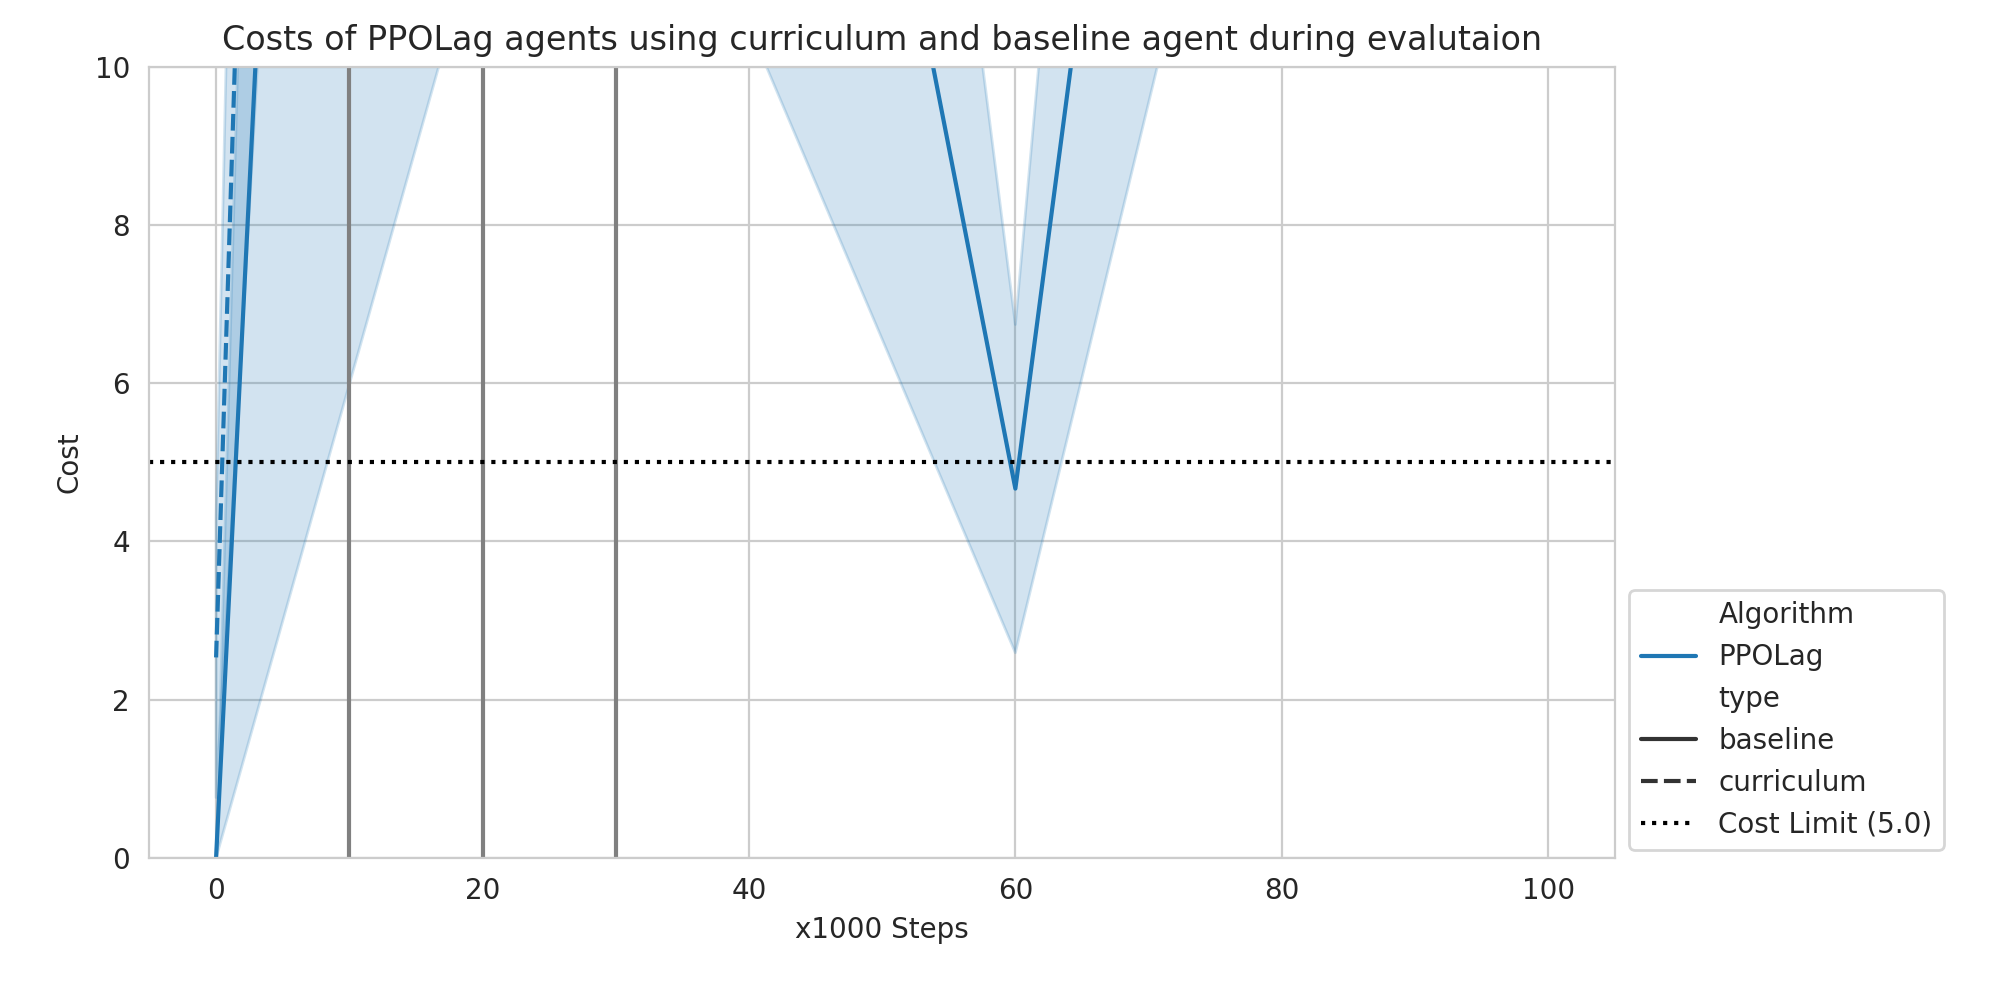 Costs of PPOLag agents using curriculum and baseline agent during evalutaion
10
8
6
4
2
0
Cost
0 20 40 60 80 100
x1000 Steps
Algorithm
PPOLag
type
baseline
curriculum
Cost Limit (5.0)